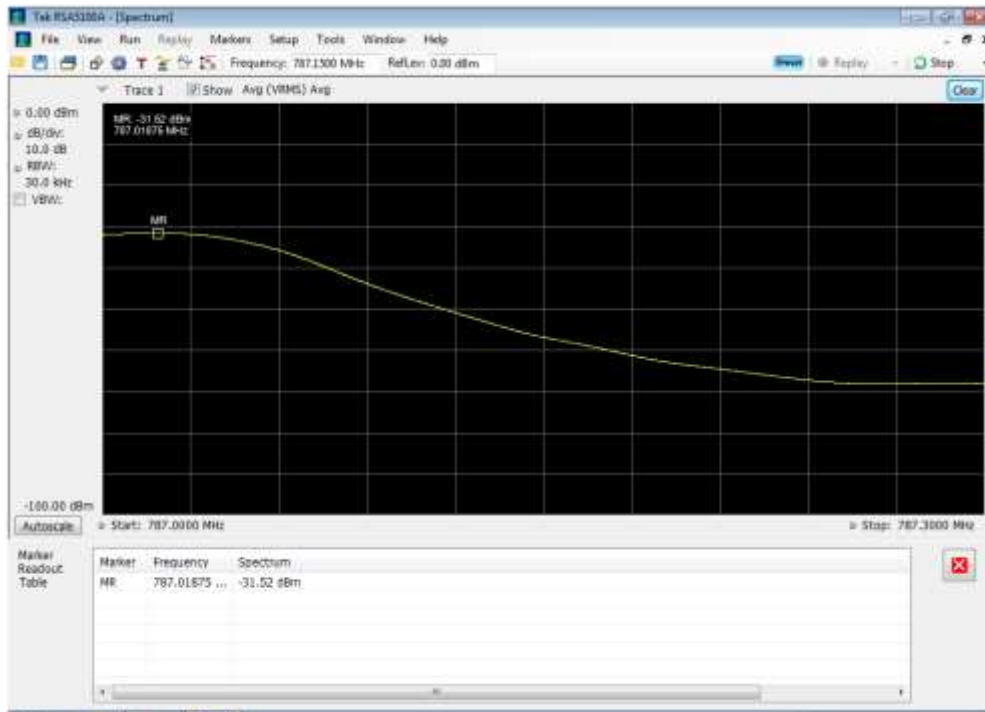 Tek RSA5100A - [Spectrum]
File View Run Replay Markers Setup Tools Window Help
Frequency: 787.1500 MHz RefLev: 0.00 dBm Preset Replay Stop
Trace 1 Show Avg (VRMS) Avg Clear
0.00 dBm
dB/div:
10.0 dB
RBW:
30.0 kHz
VBW:
MR: -31.52 dBm
787.01875 MHz
MR
-100.00 dBm
Autoscale Start: 787.0000 MHz Stop: 787.3000 MHz
Marker
Readout
Table
Marker Frequency Spectrum
MR 787.01875 ... -31.52 dBm